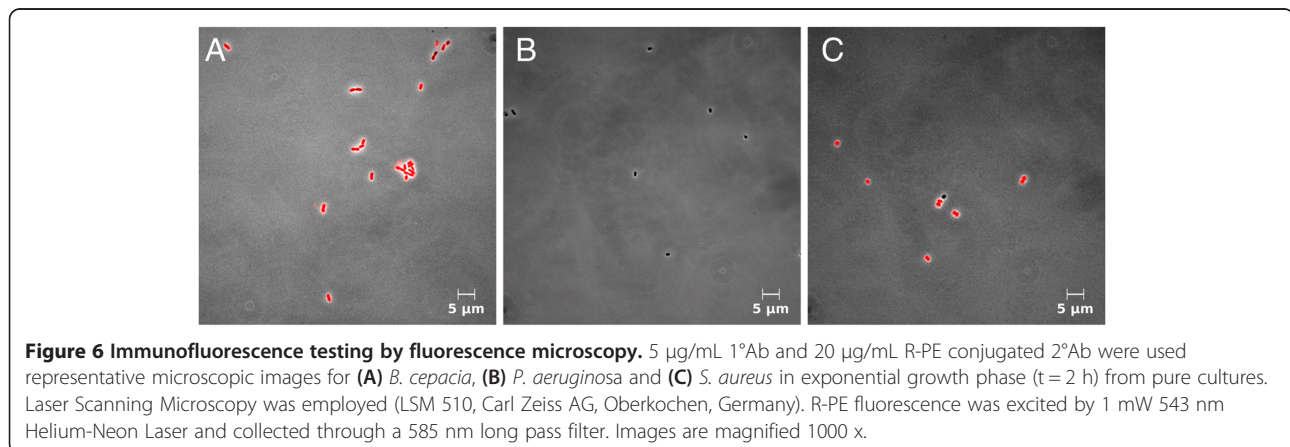 A
B
C
5 µm
5 µm
5 µm
Figure 6 Immunofluorescence testing by fluorescence microscopy. 5 µg/mL 1°Ab and 20 µg/mL R-PE conjugated 2°Ab were used
representative microscopic images for (A) B. cepacia, (B) P. aeruginosa and (C) S. aureus in exponential growth phase (t = 2 h) from pure cultures.
Laser Scanning Microscopy was employed (LSM 510, Carl Zeiss AG, Oberkochen, Germany). R-PE fluorescence was excited by 1 mW 543 nm
Helium-Neon Laser and collected through a 585 nm long pass filter. Images are magnified 1000 x.